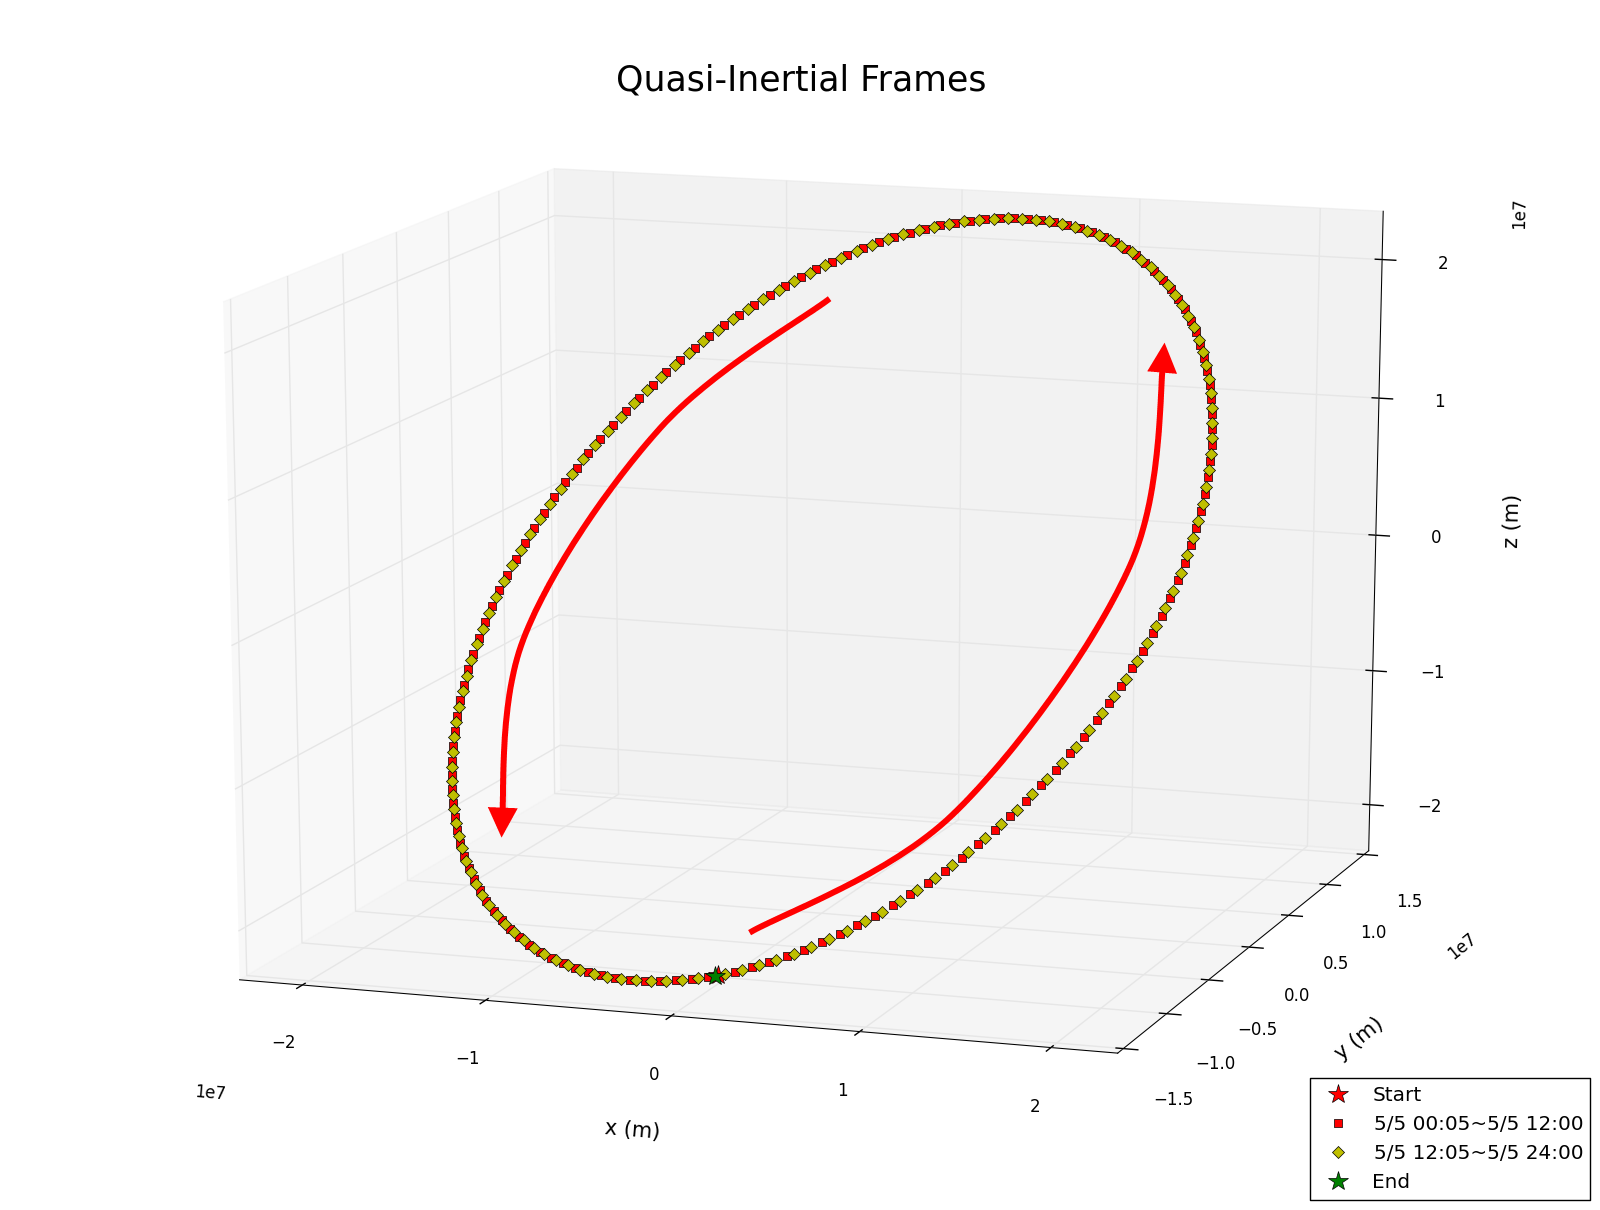 Quasi-Inertial Frames
1e7
2
1
0
−1
−2
z (m)
1.5
1.0
0.5
0.0
−0.5
−1.0
−1.5
1e7
y (m)
−2
−1
0
1
2
1e7
x (m)
Start
5/5 00:05~5/5 12:00
5/5 12:05~5/5 24:00
End